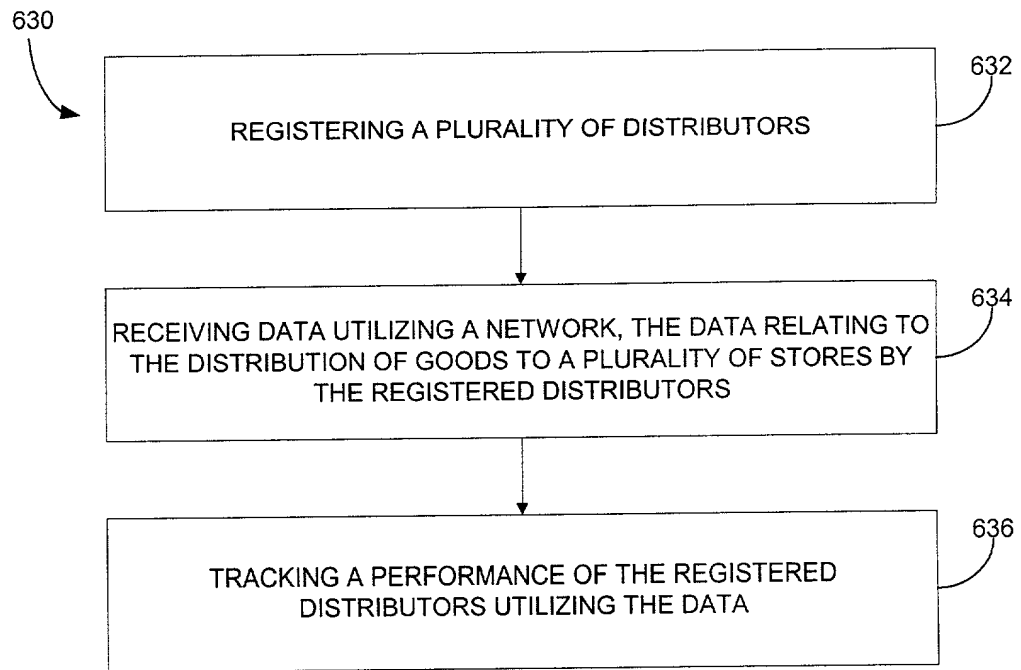 630
632
REGISTERING A PLURALITY OF DISTRIBUTORS
634
RECEIVING DATA UTILIZING A NETWORK, THE DATA RELATING TO
THE DISTRIBUTION OF GOODS TO A PLURALITY OF STORES BY
THE REGISTERED DISTRIBUTORS
636
TRACKING A PERFORMANCE OF THE REGISTERED
DISTRIBUTORS UTILIZING THE DATA